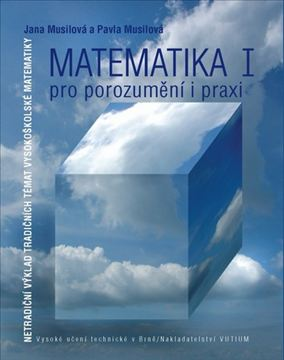 Jana Musilová a Pavla Musilová
MATEMATIKA I
pro porozumění i praxi
NETRADIČNÍ VÝKLAD TRADIČNÍCH TÉMAT VYSOKOŠKOLSKÉ MATEMATIKY
Vysoké učení technické v Brně/Nakladatelství VUTIUM